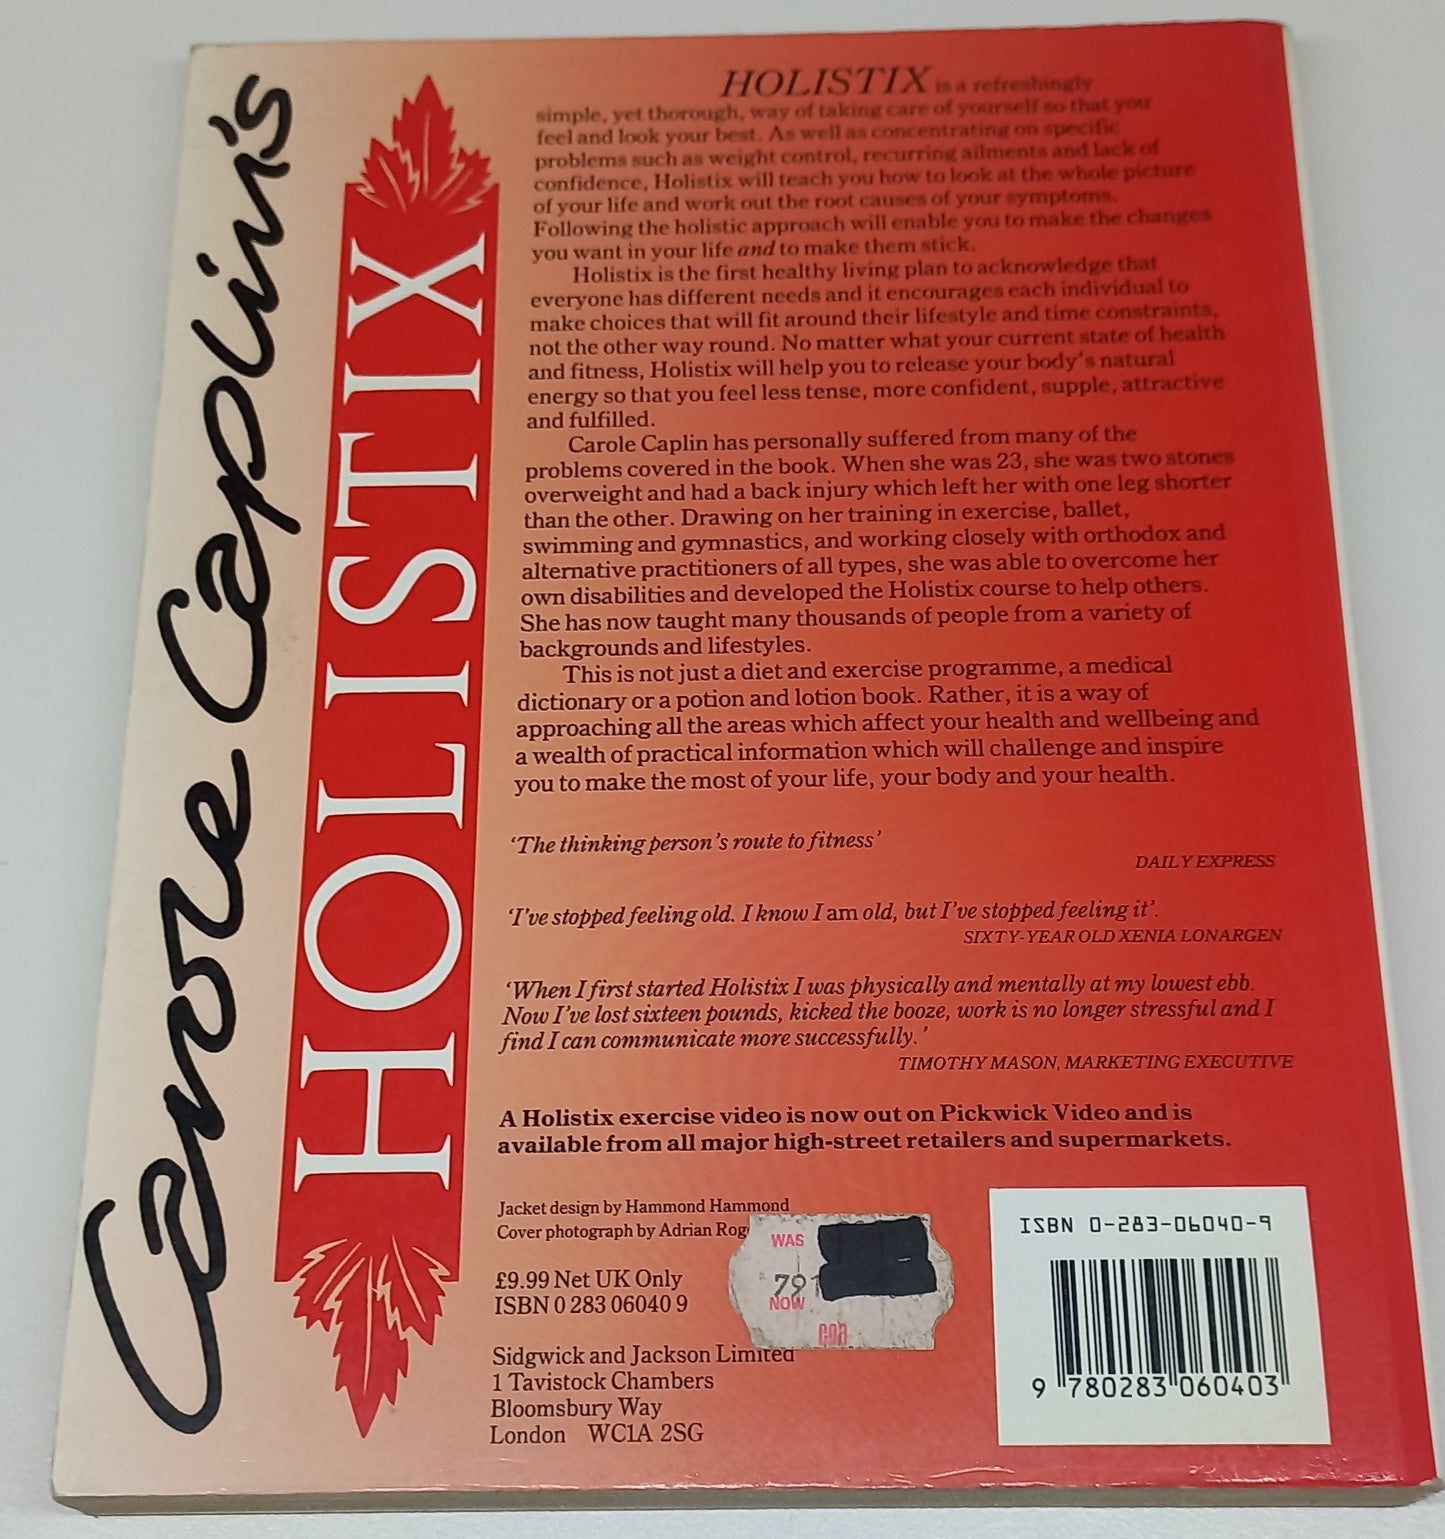 Carole Caplin's
HOLISTIX
HOLISTIX is a refreshingly
simple, yet thorough, way of taking care of yourself so that you
feel and look your best. As well as concentrating on specific
problems such as weight control, recurring ailments and lack of
confidence, Holistix will teach you how to look at the whole picture
of your life and work out the root causes of your symptoms.
Following the holistic approach will enable you to make the changes
you want in your life and to make them stick.
Holistix is the first healthy living plan to acknowledge that
everyone has different needs and it encourages each individual to
make choices that will fit around their lifestyle and time constraints,
not the other way round. No matter what your current state of health
and fitness, Holistix will help you to release your body's natural
energy so that you feel less tense, more confident, supple, attractive
and fulfilled.
Carole Caplin has personally suffered from many of the
problems covered in the book. When she was 23, she was two stones
overweight and had a back injury which left her with one leg shorter
than the other. Drawing on her training in exercise, ballet,
swimming and gymnastics, and working closely with orthodox and
alternative practitioners of all types, she was able to overcome her
own disabilities and developed the Holistix course to help others.
She has now taught many thousands of people from a variety of
backgrounds and lifestyles.
This is not just a diet and exercise programme, a medical
dictionary or a potion and lotion book. Rather, it is a way of
approaching all the areas which affect your health and wellbeing and
a wealth of practical information which will challenge and inspire
you to make the most of your life, your body and your health.
'The thinking person's route to fitness'
DAILY EXPRESS
'I've stopped feeling old. I know I am old, but I've stopped feeling it'.
SIXTY-YEAR OLD XENIA LONARGEN
'When I first started Holistix I was physically and mentally at my lowest ebb.
Now I've lost sixteen pounds, kicked the booze, work is no longer stressful and I
find I can communicate more successfully.'
TIMOTHY MASON, MARKETING EXECUTIVE
A Holistix exercise video is now out on Pickwick Video and is
available from all major high-street retailers and supermarkets.
Jacket design by Hammond Hammond
Cover photograph by Adrian
£9.99 Net UK Only
ISBN 0 283 06040 9
Sidgwick and Jackson Limited
1 Tavistock Chambers
Bloomsbury Way
London WC1A 2SG
WAS
791
NOW
ISBN 0-283-06040-9
9 780283 060403